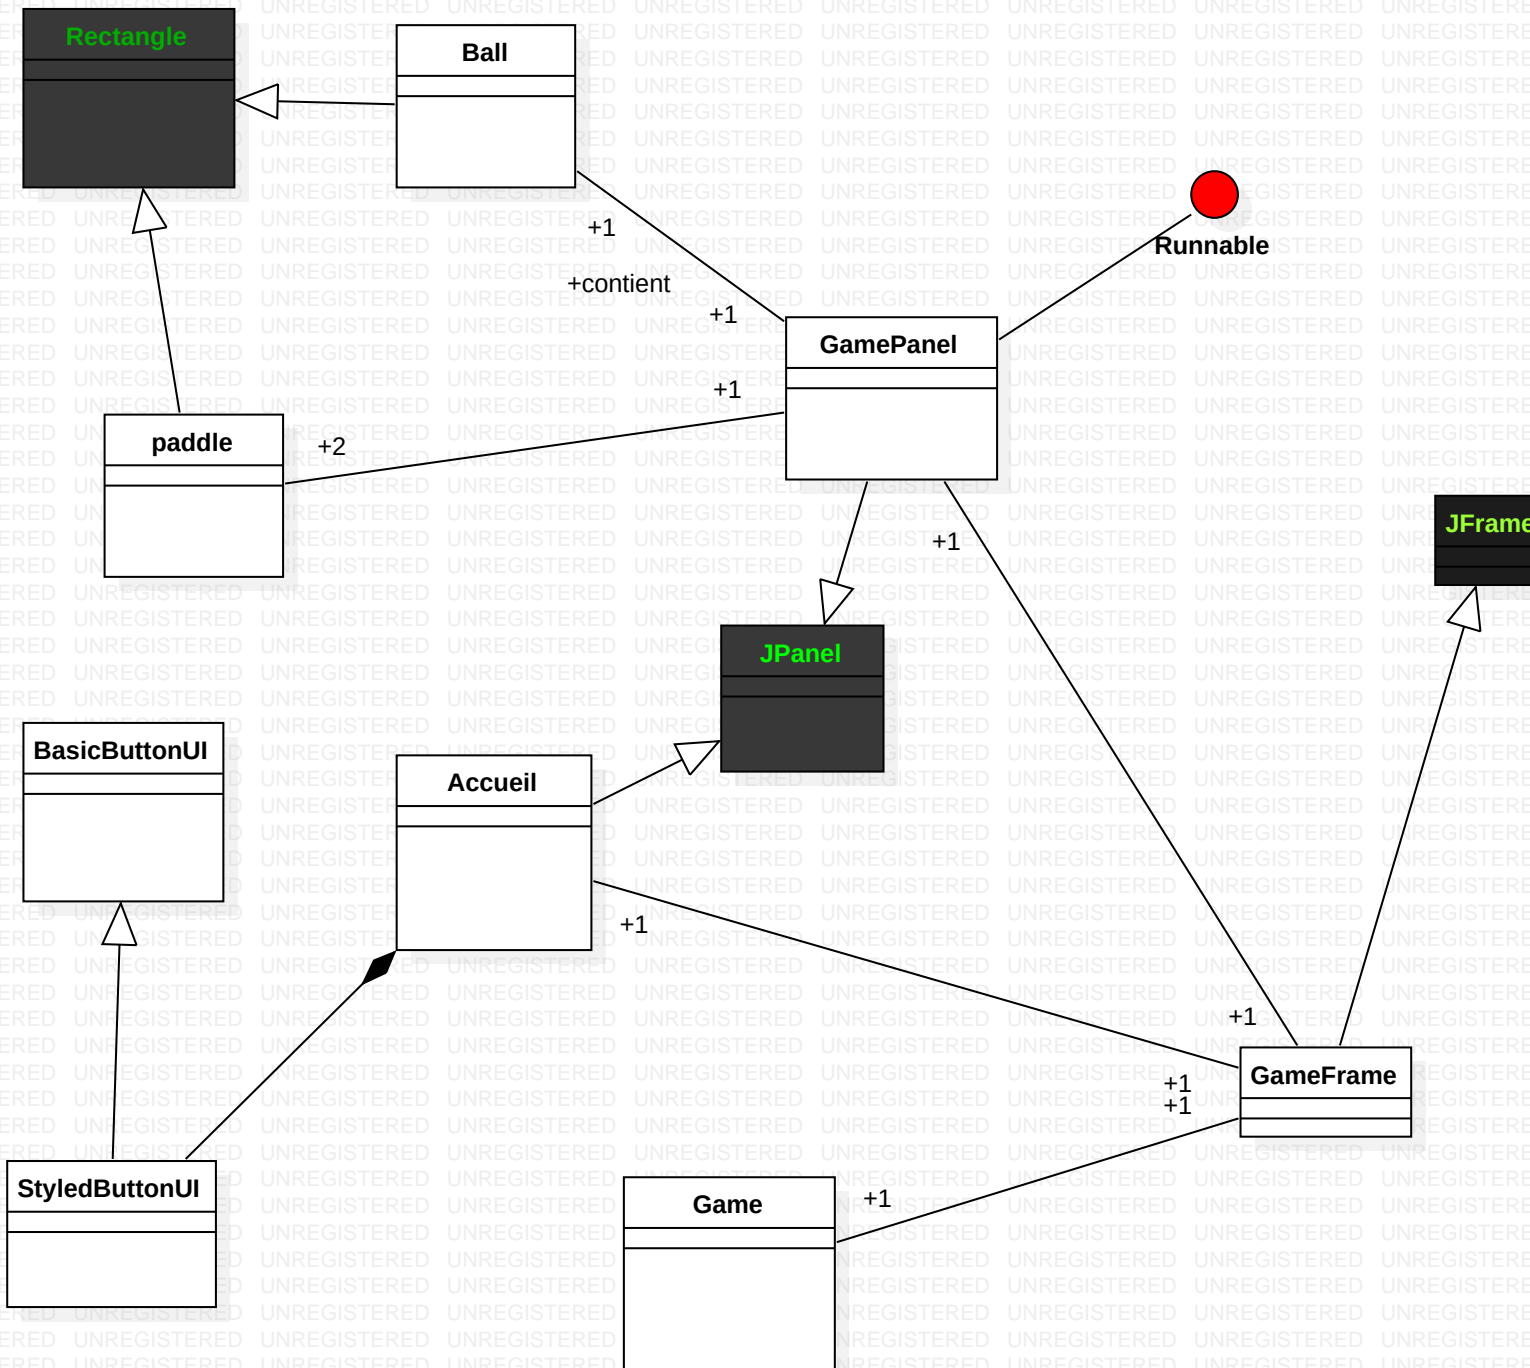 Rectangle
Ball
+1
Runnable
+contient
+1
GamePanel
+1
paddle
+2
JFrame
+1
JPanel
BasicButtonUI
Accueil
+1
+1
GameFrame
+1
+1
StyledButtonUI
Game
+1
UNREGISTERED